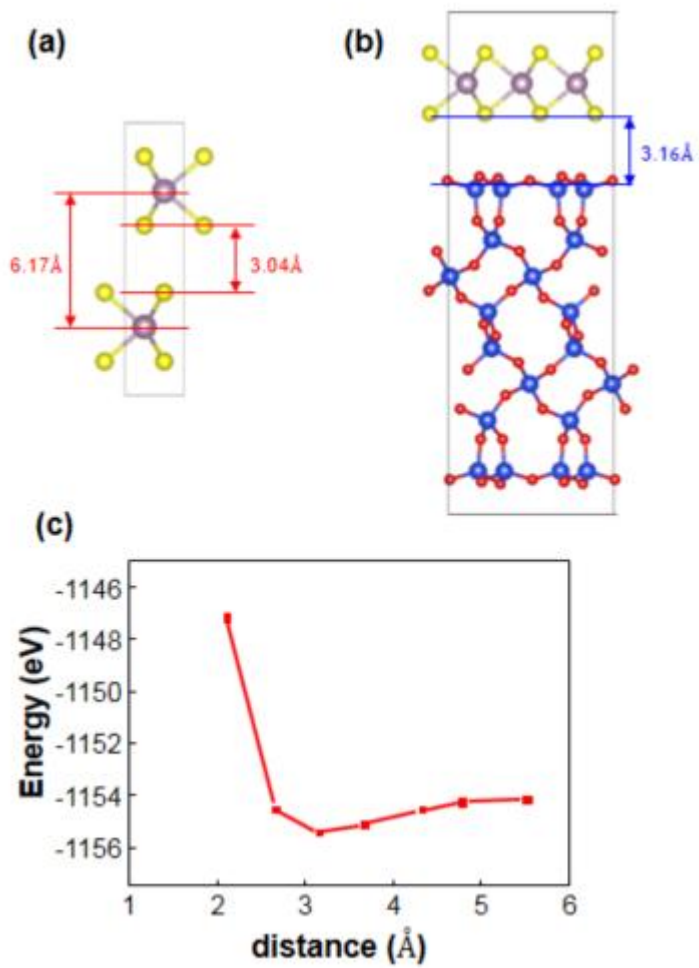 (a)
(b)
6.17Å
3.04Å
3.16Å
(c)
Energy (eV)
-1146
-1148
-1150
-1152
-1154
-1156
1 2 3 4 5 6
distance (Å)